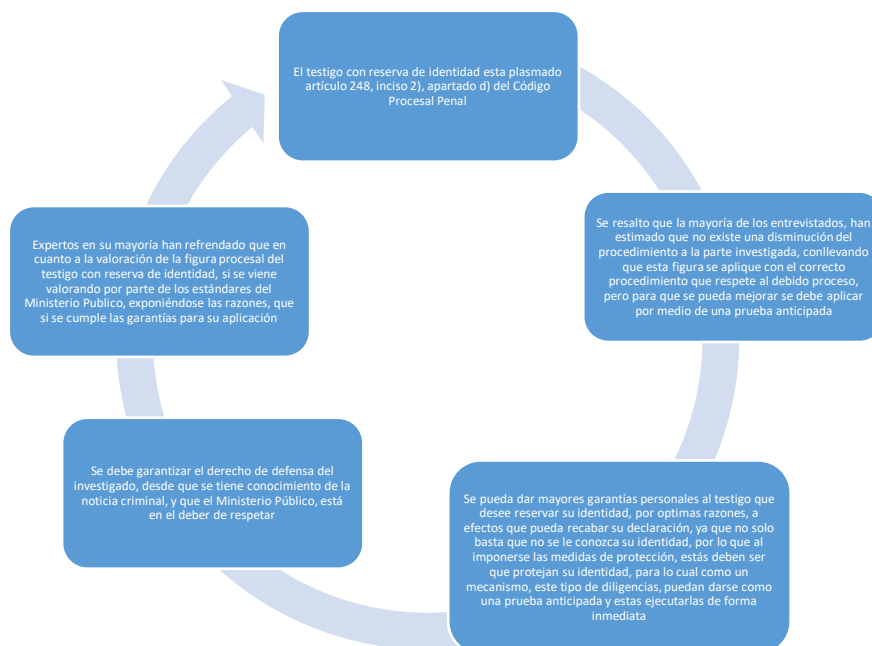 El testigo con reserva de identidad esta plasmado
artículo 248, inciso 2), apartado d) del Código
Procesal Penal
Se resalto que la mayoría de los entrevistados, han
estimado que no existe una disminución del
procedimiento a la parte investigada, conllevando
que esta figura se aplique con el correcto
procedimiento que respete al debido proceso,
pero para que se pueda mejorar se debe aplicar
por medio de una prueba anticipada
Se pueda dar mayores garantías personales al testigo que
desee reservar su identidad, por optimas razones, a
efectos que pueda recabar su declaración, ya que no solo
basta que no se le conozca su identidad, por lo que al
imponerse las medidas de protección, estás deben ser
que protejan su identidad, para lo cual como un
mecanismo, este tipo de diligencias, puedan darse como
una prueba anticipada y estas ejecutarlas de forma
inmediata
Se debe garantizar el derecho de defensa del
investigado, desde que se tiene conocimiento de la
noticia criminal, y que el Ministerio Público, está
en el deber de respetar
Expertos en su mayoría han refrendado que en
cuanto a la valoración de la figura procesal del
testigo con reserva de identidad, si se viene
valorando por parte de los estándares del
Ministerio Publico, exponiéndose las razones, que
si se cumple las garantías para su aplicación